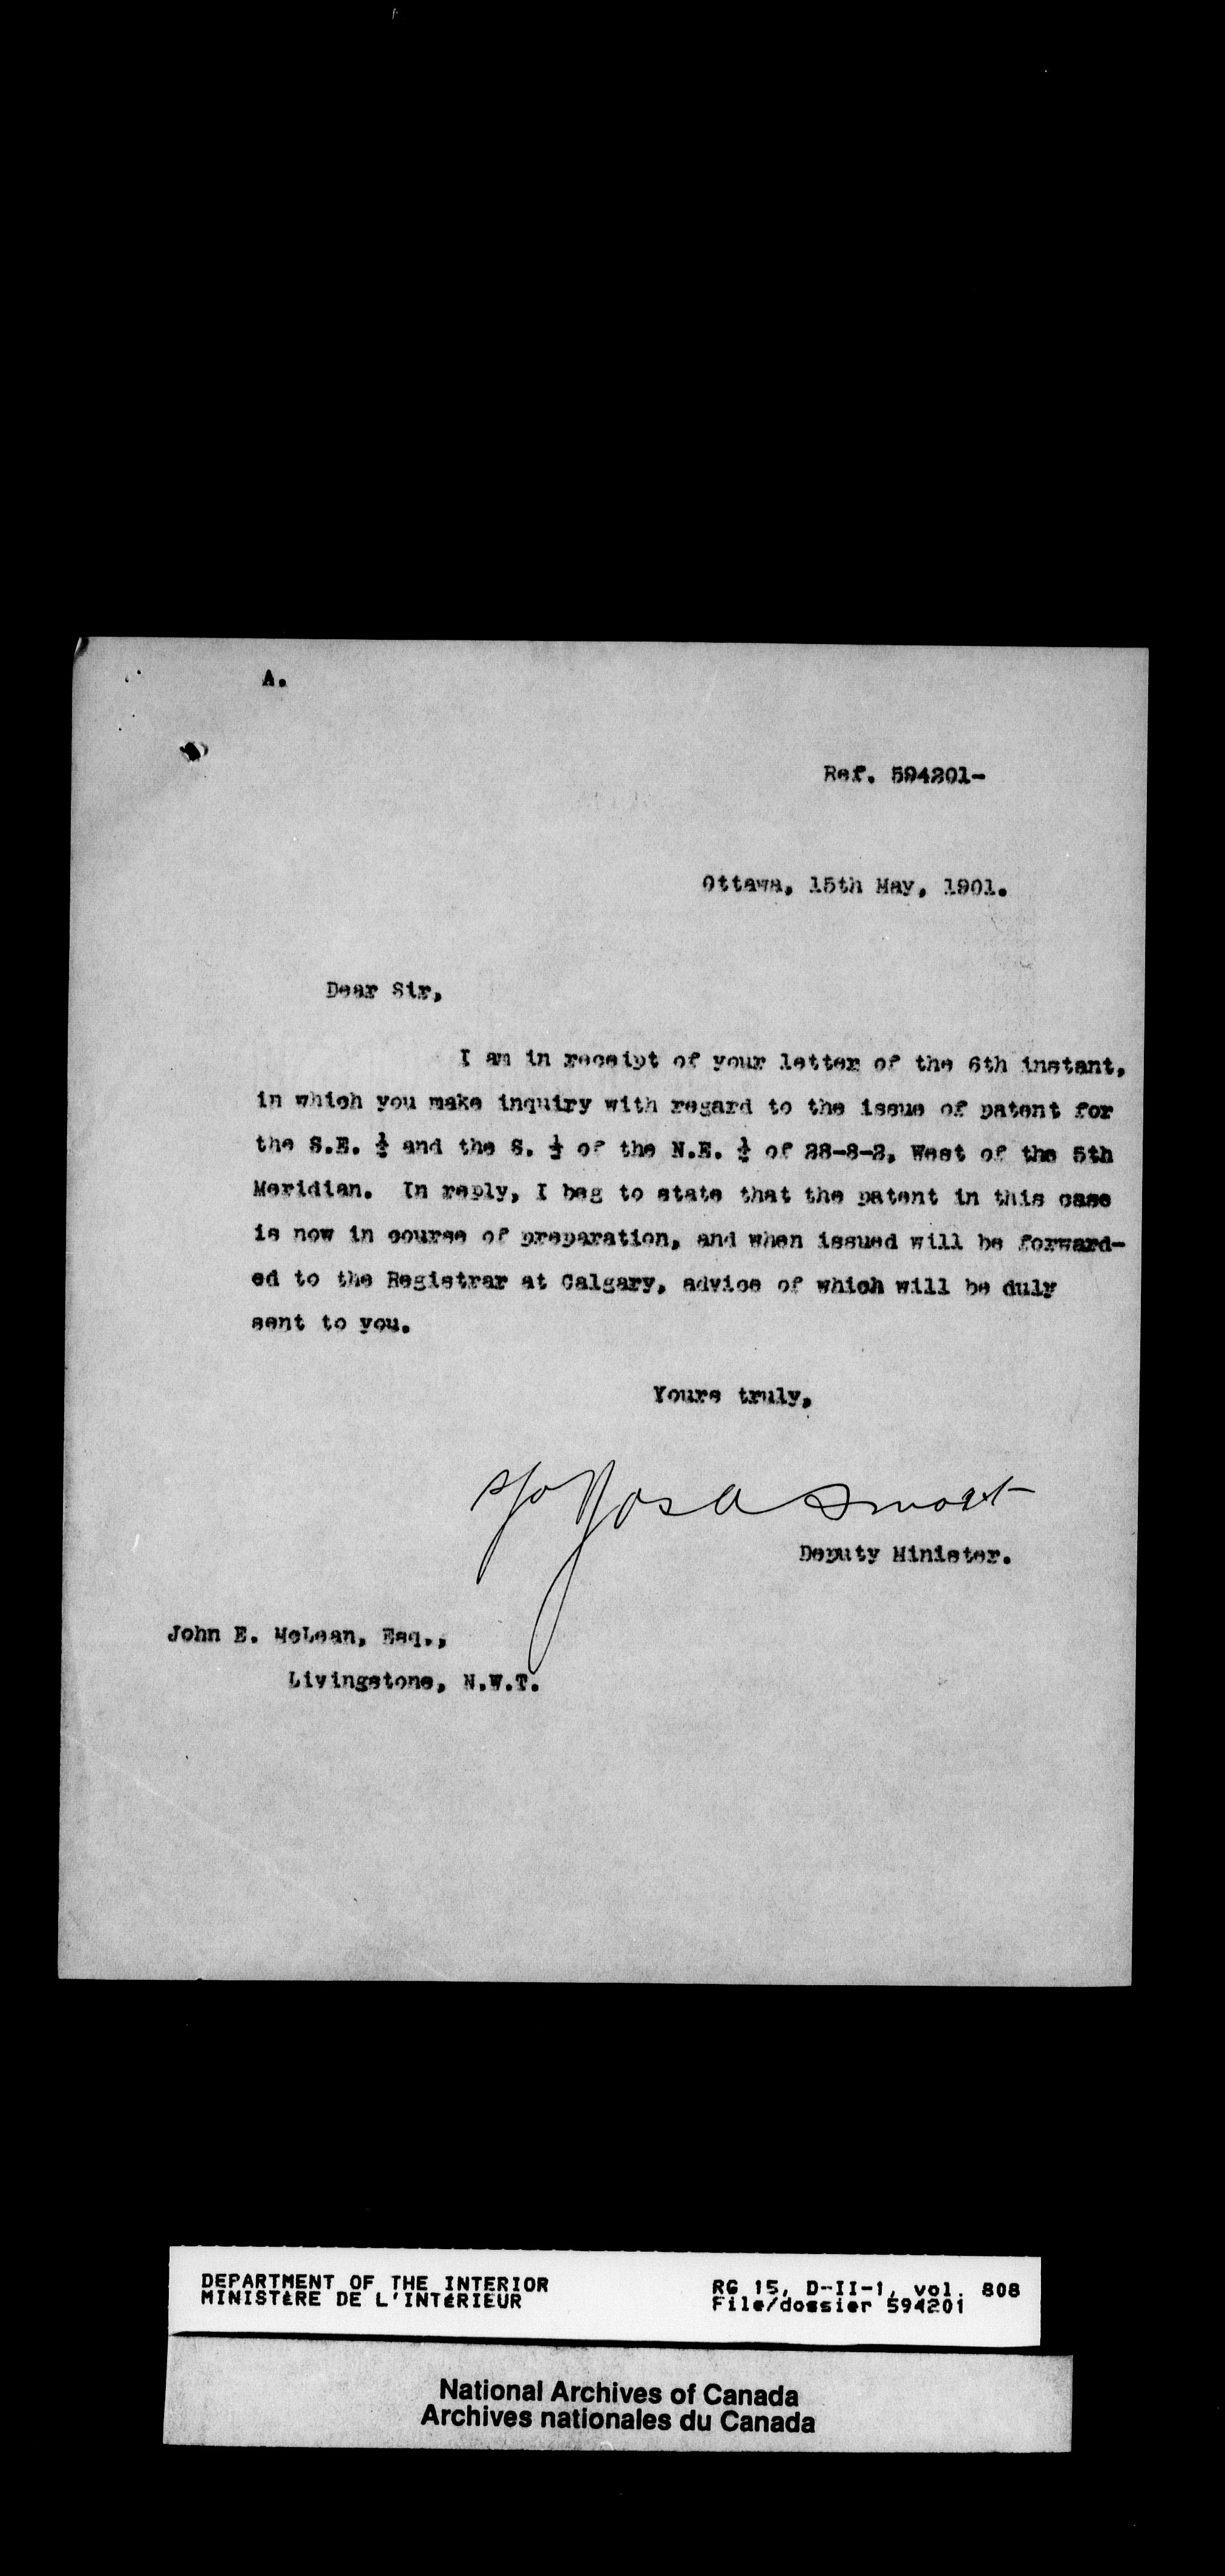 A.
Ref. 594201-
Ottawa, 15th May, 1901.
Dear Sir,
I am in receipt of your letter of the 6th instant,
in which you make inquiry with regard to the issue of patent for
the S.E. ¼ and the S. ½ of the N.E. ¼ of 28-8-2, West of the 5th
Meridian. In reply, I beg to state that the patent in this case
is now in course of preparation, and when issued will be forward-
ed to the Registrar at Calgary, advice of which will be duly
sent to you.
Yours truly,
Jas A Smart
Deputy Minister.
John E. McLean, Esq.,
Livingstone, N.W.T.
DEPARTMENT OF THE INTERIOR
MINISTÈRE DE L'INTÉRIEUR
RG 15, D-II-1, vol. 808
File/dossier 594201
National Archives of Canada
Archives nationales du Canada